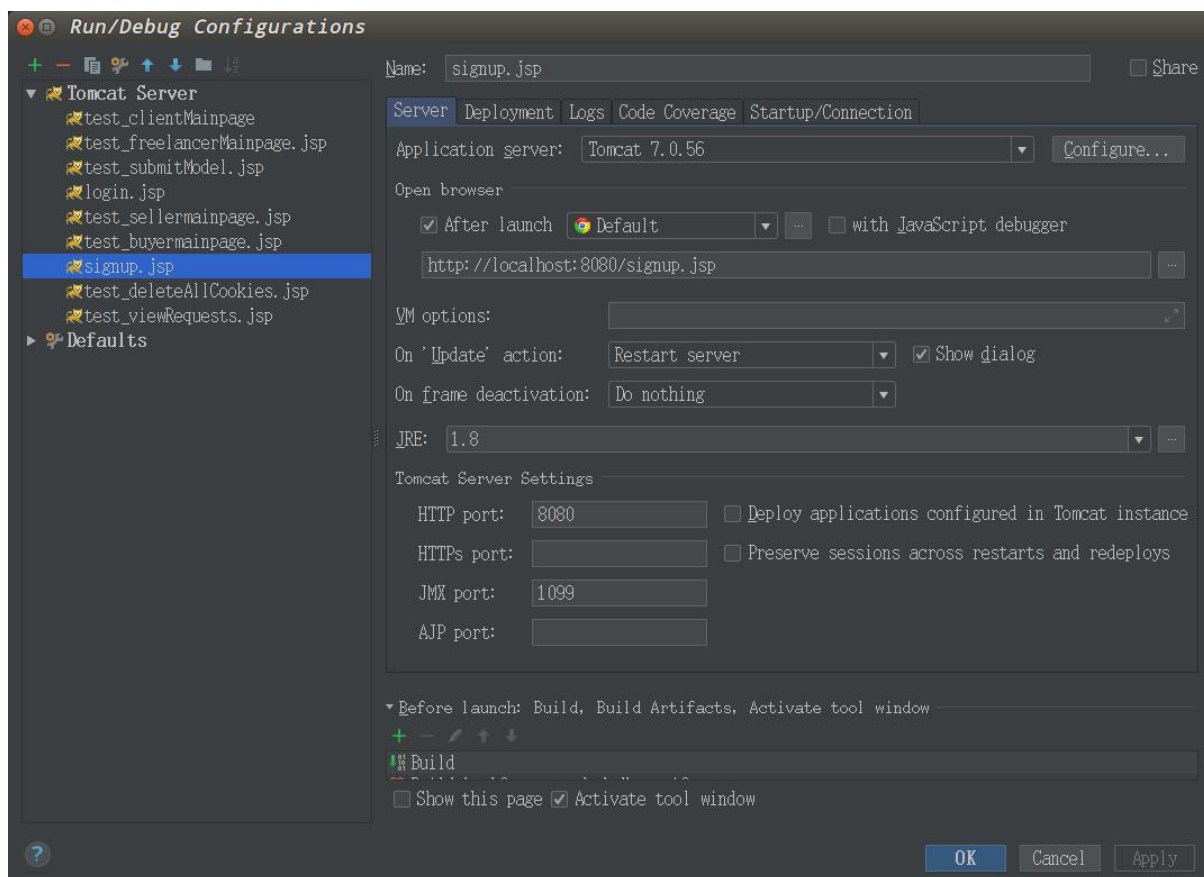 Run/Debug Configurations
Tomcat Server
test_clientMainpage
test_freelancerMainpage.jsp
test_submitModel.jsp
login.jsp
test_sellermainpage.jsp
test_buyermainpage.jsp
signup.jsp
test_deleteAllCookies.jsp
test_viewRequests.jsp
Defaults
Name: signup.jsp Share
Server Deployment Logs Code Coverage Startup/Connection
Application server: Tomcat 7.0.56 Configure...
Open browser
After launch Default ... with JavaScript debugger
http://localhost:8080/signup.jsp ...
VM options:
On 'Update' action: Restart server Show dialog
On frame deactivation: Do nothing
JRE: 1.8 ...
Tomcat Server Settings
HTTP port: 8080 Deploy applications configured in Tomcat instance
HTTPs port: Preserve sessions across restarts and redeploys
JMX port: 1099
AJP port:
Before launch: Build, Build Artifacts, Activate tool window
Build
Show this page Activate tool window
? OK Cancel Apply